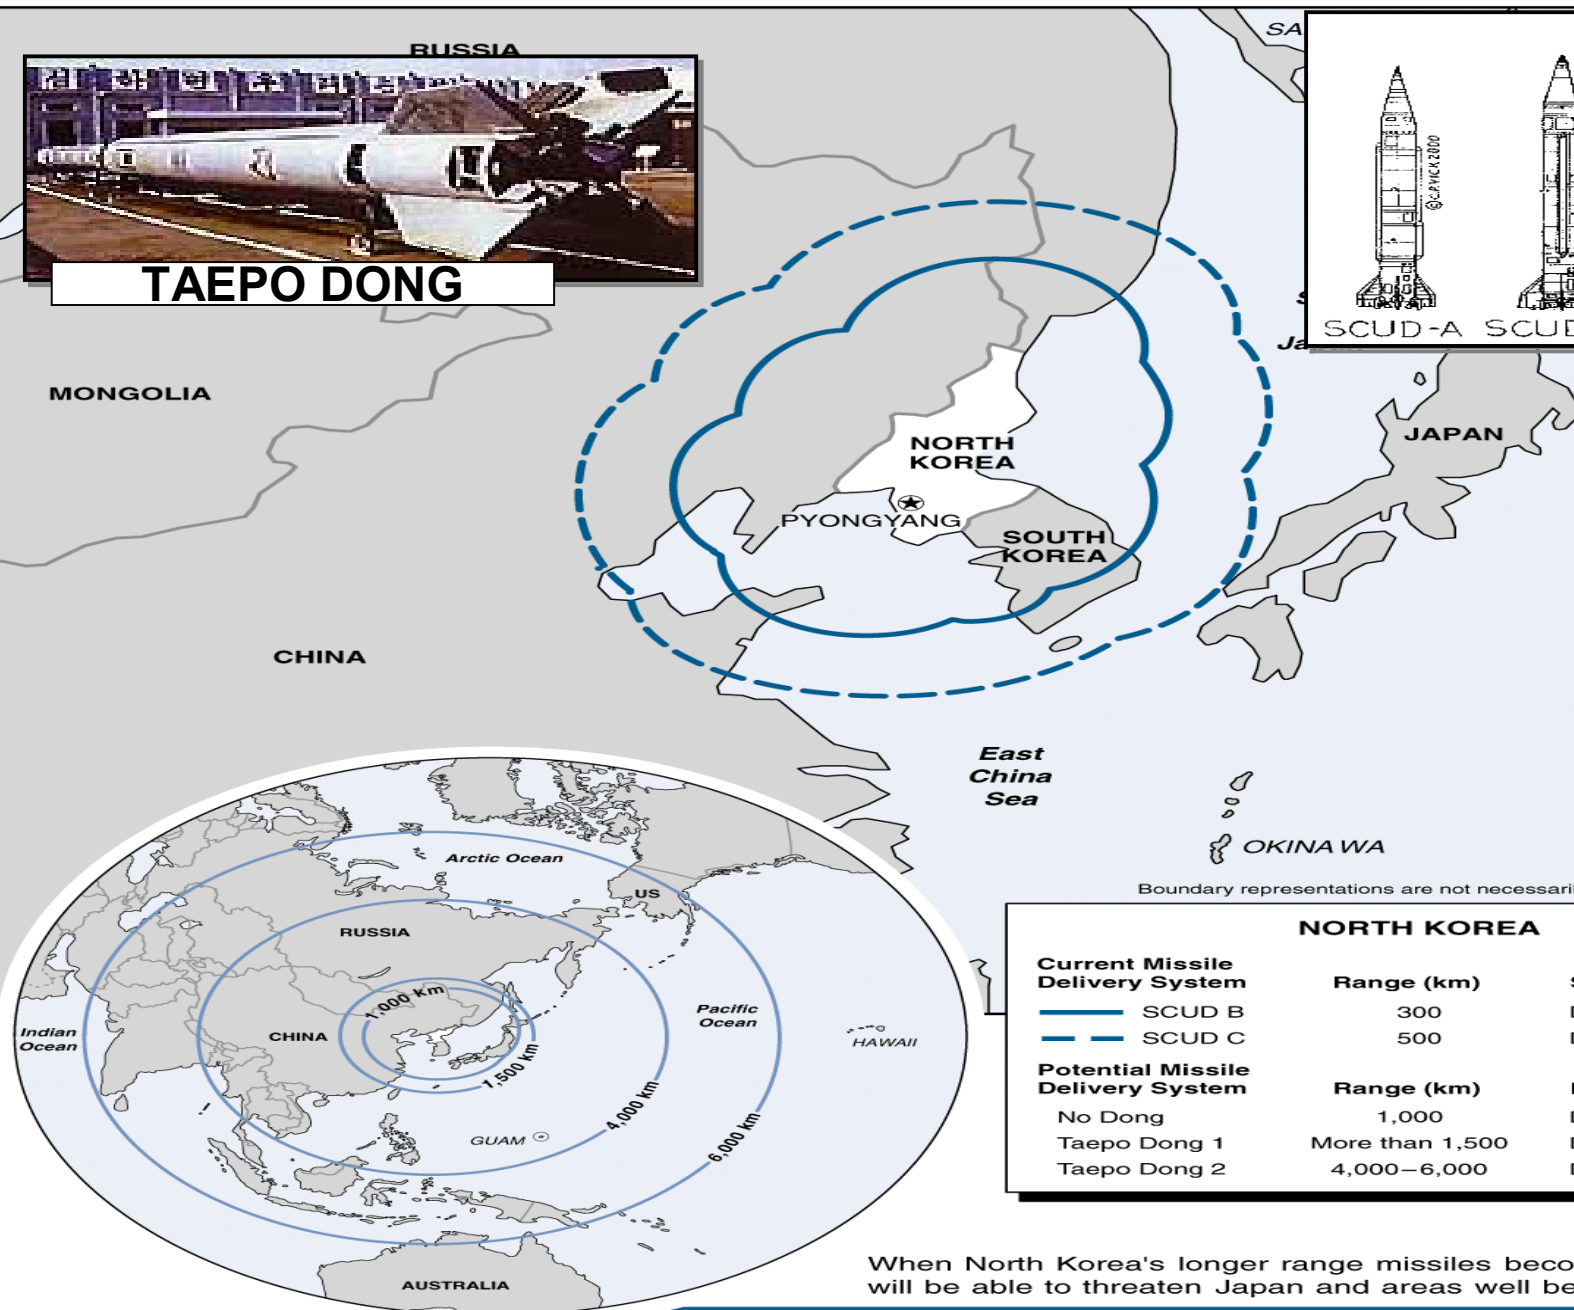 RUSSIA
TAEPO DONG
©C.P.VICK 2000
SCUD-A
MONGOLIA
NORTH
KOREA
PYONGYANG
SOUTH
KOREA
JAPAN
CHINA
East
China
Sea
OKINAWA
Boundary representations are not
Arctic Ocean
US
RUSSIA
1,000 km
CHINA
Indian
Ocean
Pacific
Ocean
HAWAII
1,500 km
4,000 km
GUAM
6,000 km
AUSTRALIA
NORTH KOREA
Current Missile
Delivery System Range (km)
SCUD B 300
SCUD C 500
Potential Missile
Delivery System Range (km)
No Dong 1,000
Taepo Dong 1 More than 1,500
Taepo Dong 2 4,000–6,000
When North Korea's longer range missiles
will be able to threaten Japan and areas well